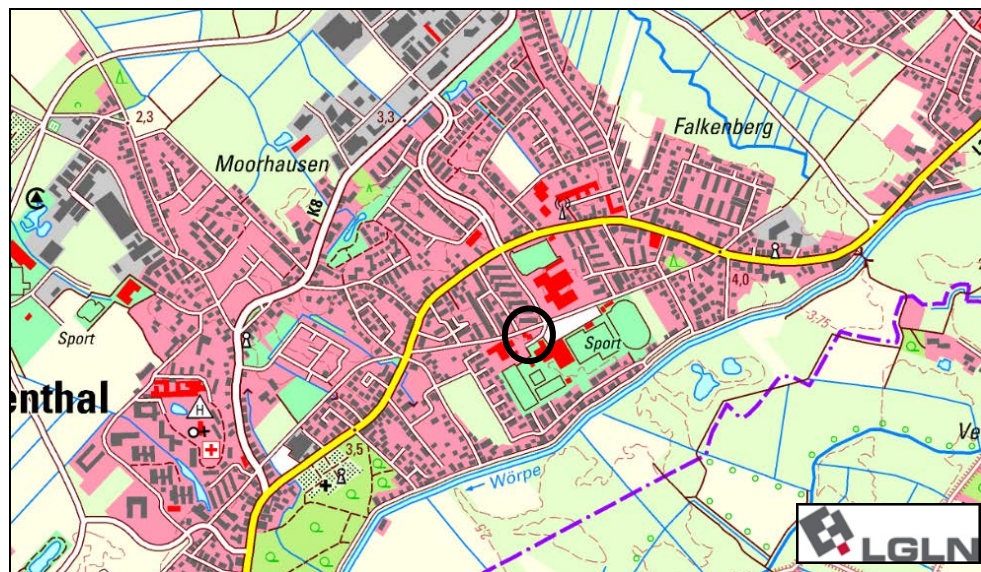 2,3
3,3
Moorhausen
Falkenberg
K8
4,0
3,75
Sport
Sport
enthal
H
3,5
Wörpe
Ve
LGLN